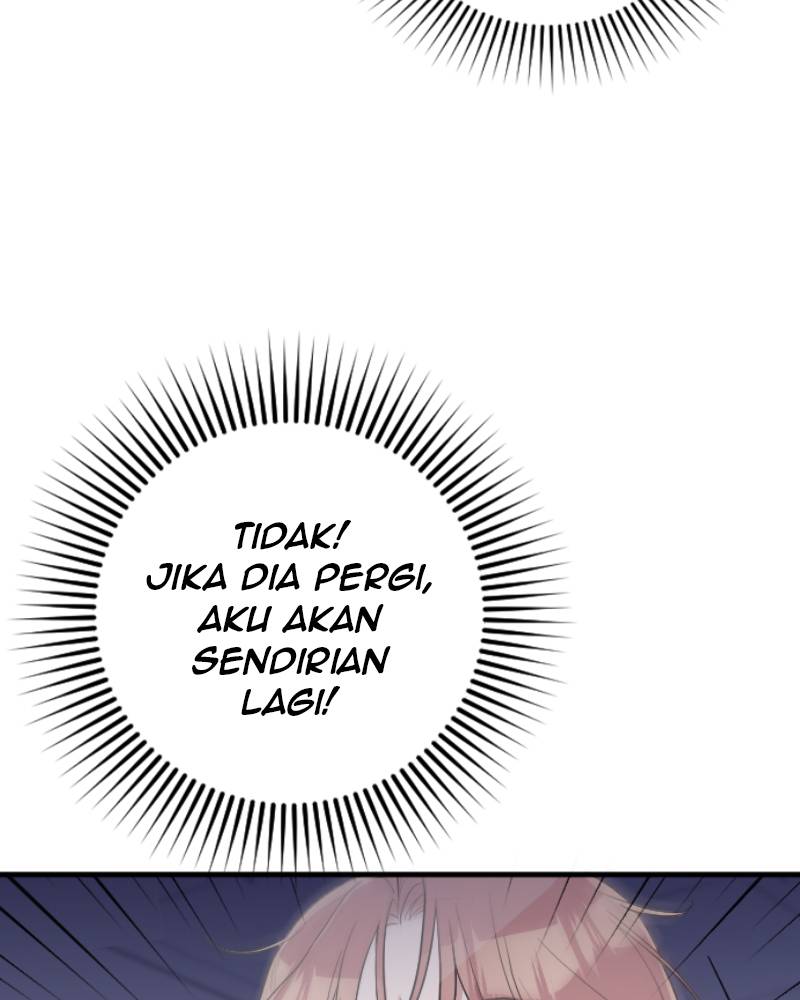 TIDAK!
JIKA DIA PERGI,
AKU AKAN
SENDIRIAN
LAGI!